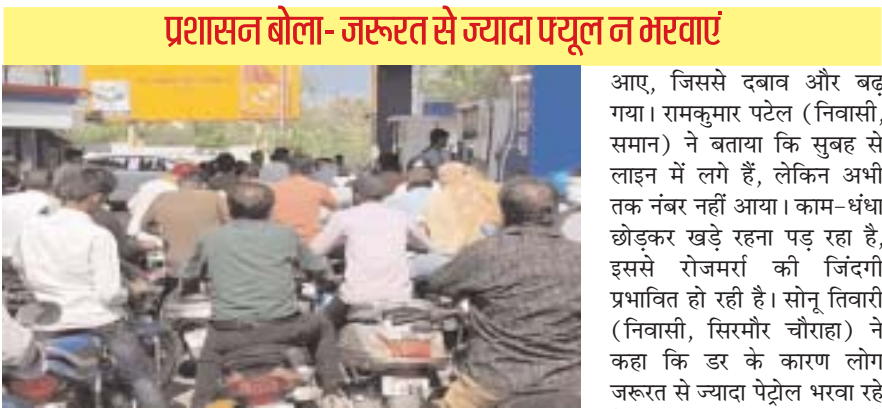 प्रशासन बोला- जरूरत से ज्यादा फ्यूल न भरवाएं
आए, जिससे दबाव और बढ़
गया। रामकुमार पटेल (निवासी,
समान) ने बताया कि सुबह से
लाइन में लगे हैं, लेकिन अभी
तक नंबर नहीं आया। काम-धंधा
छोड़कर खड़े रहना पड़ रहा है,
इससे रोजमर्रा की जिंदगी
प्रभावित हो रही है। सोनू तिवारी
(निवासी, सिरमौर चौराहा) ने
कहा कि डर के कारण लोग
जरूरत से ज्यादा पेट्रोल भरवा रहे